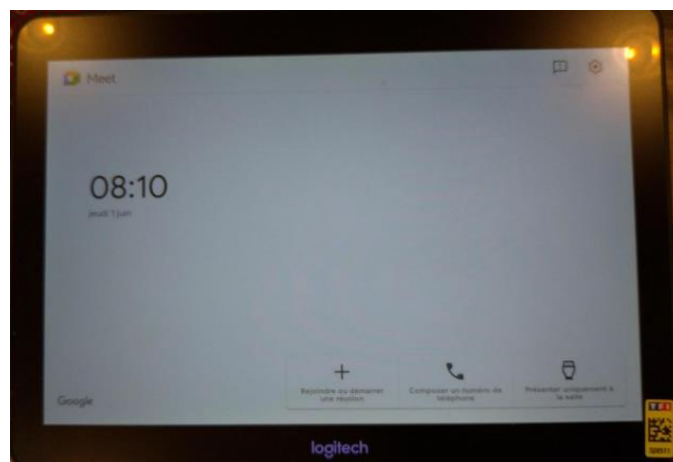 Meet
08:10
jeudi 1 juin
Rejoindre ou démarrer
une réunion
Composer un numéro de
téléphone
Présenter uniquement à
la salle
Google
logitech
TF1